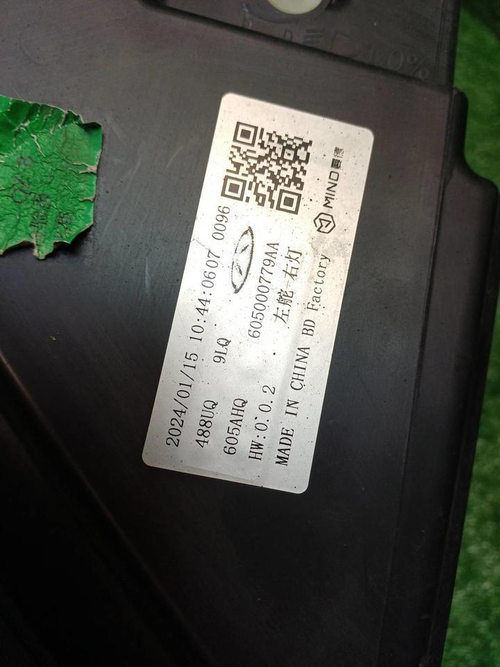 MIND
2024/01/15 10:44:0607 0096
488UQ 9LQ 605000779AA
605AHQ 左舵-右灯
HW:0.0.2
MADE IN CHINA BD Factory